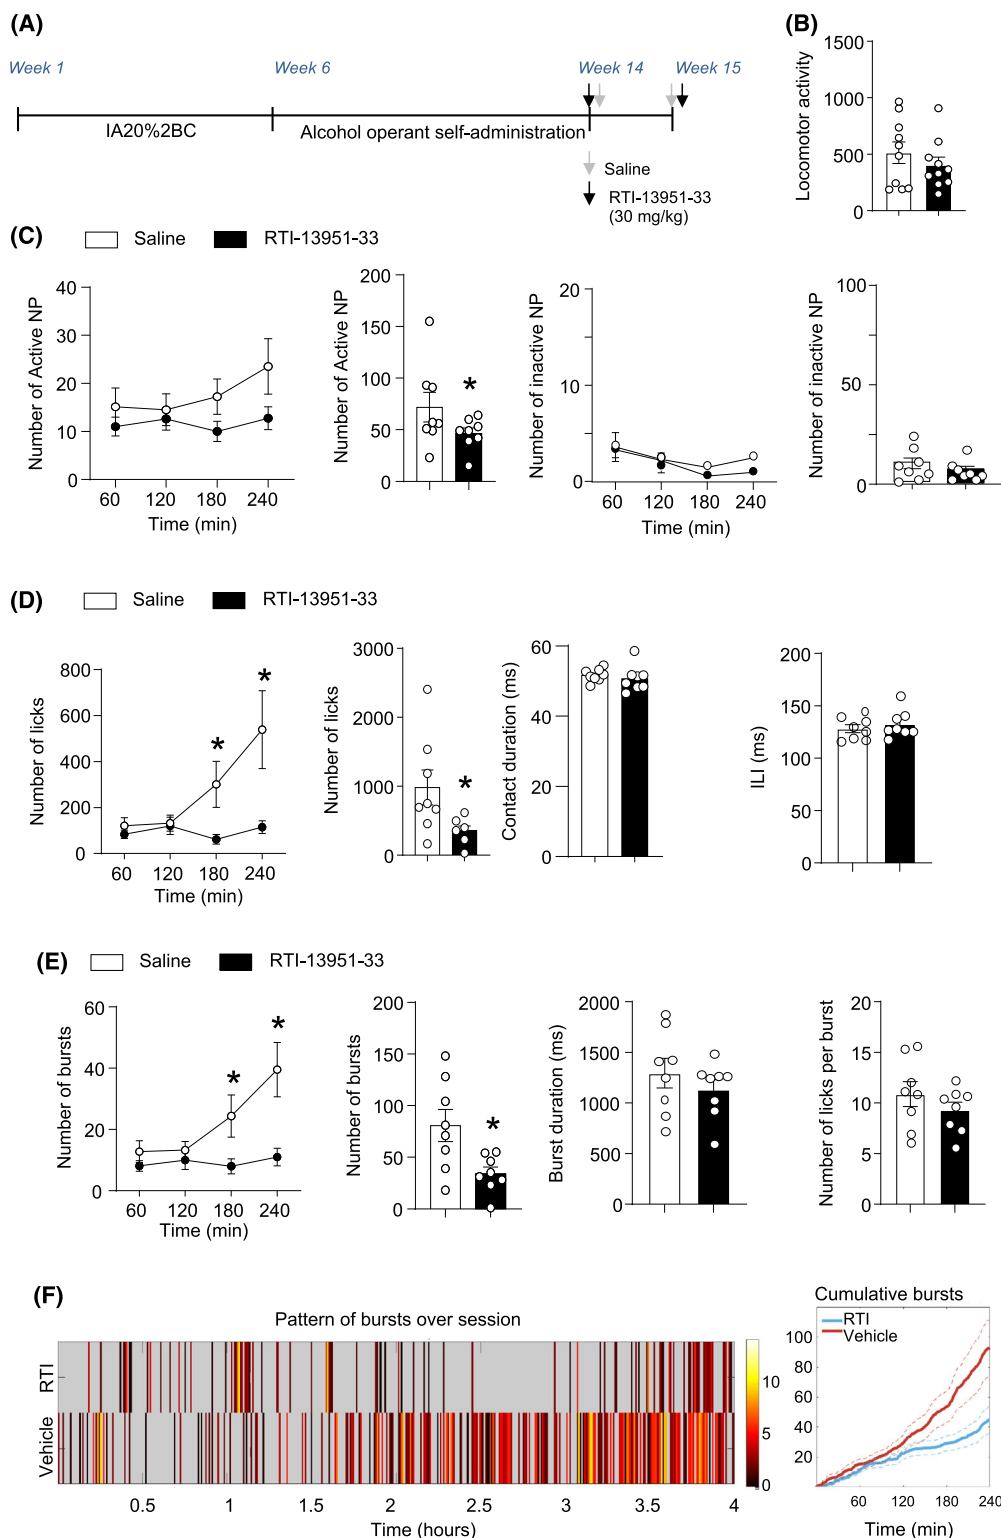 (A)
Week 1
Week 6
Week 14
Week 15
IA20%2BC
Alcohol operant self-administration
Saline
RTI-13951-33
(30 mg/kg)
(B)
Locomotor activity
1500
1000
500
0
(C)
Saline
RTI-13951-33
Number of Active NP
40
30
20
10
0
60
120
180
240
Time (min)
Number of Active NP
200
150
100
50
0
*
Number of inactive NP
20
10
0
60
120
180
240
Time (min)
Number of inactive NP
100
50
0
(D)
Saline
RTI-13951-33
Number of licks
800
600
400
200
0
*
*
60
120
180
240
Time (min)
Number of licks
3000
2000
1000
0
*
Contact duration (ms)
60
40
20
0
ILI
(ms)
200
150
100
50
0
(E)
Saline
RTI-13951-33
Number of bursts
60
40
20
0
*
*
60
120
180
240
Time (min)
Number of bursts
200
150
100
50
0
*
Burst duration (ms)
2000
1500
1000
500
0
Number of licks per burst
20
15
10
5
0
(F)
Pattern of bursts over session
RTI
Vehicle
0.5
1
1.5
2
2.5
3
3.5
4
Time (hours)
10
5
0
Cumulative bursts
RTI
Vehicle
100
80
60
40
20
60
120
180
240
Time (min)